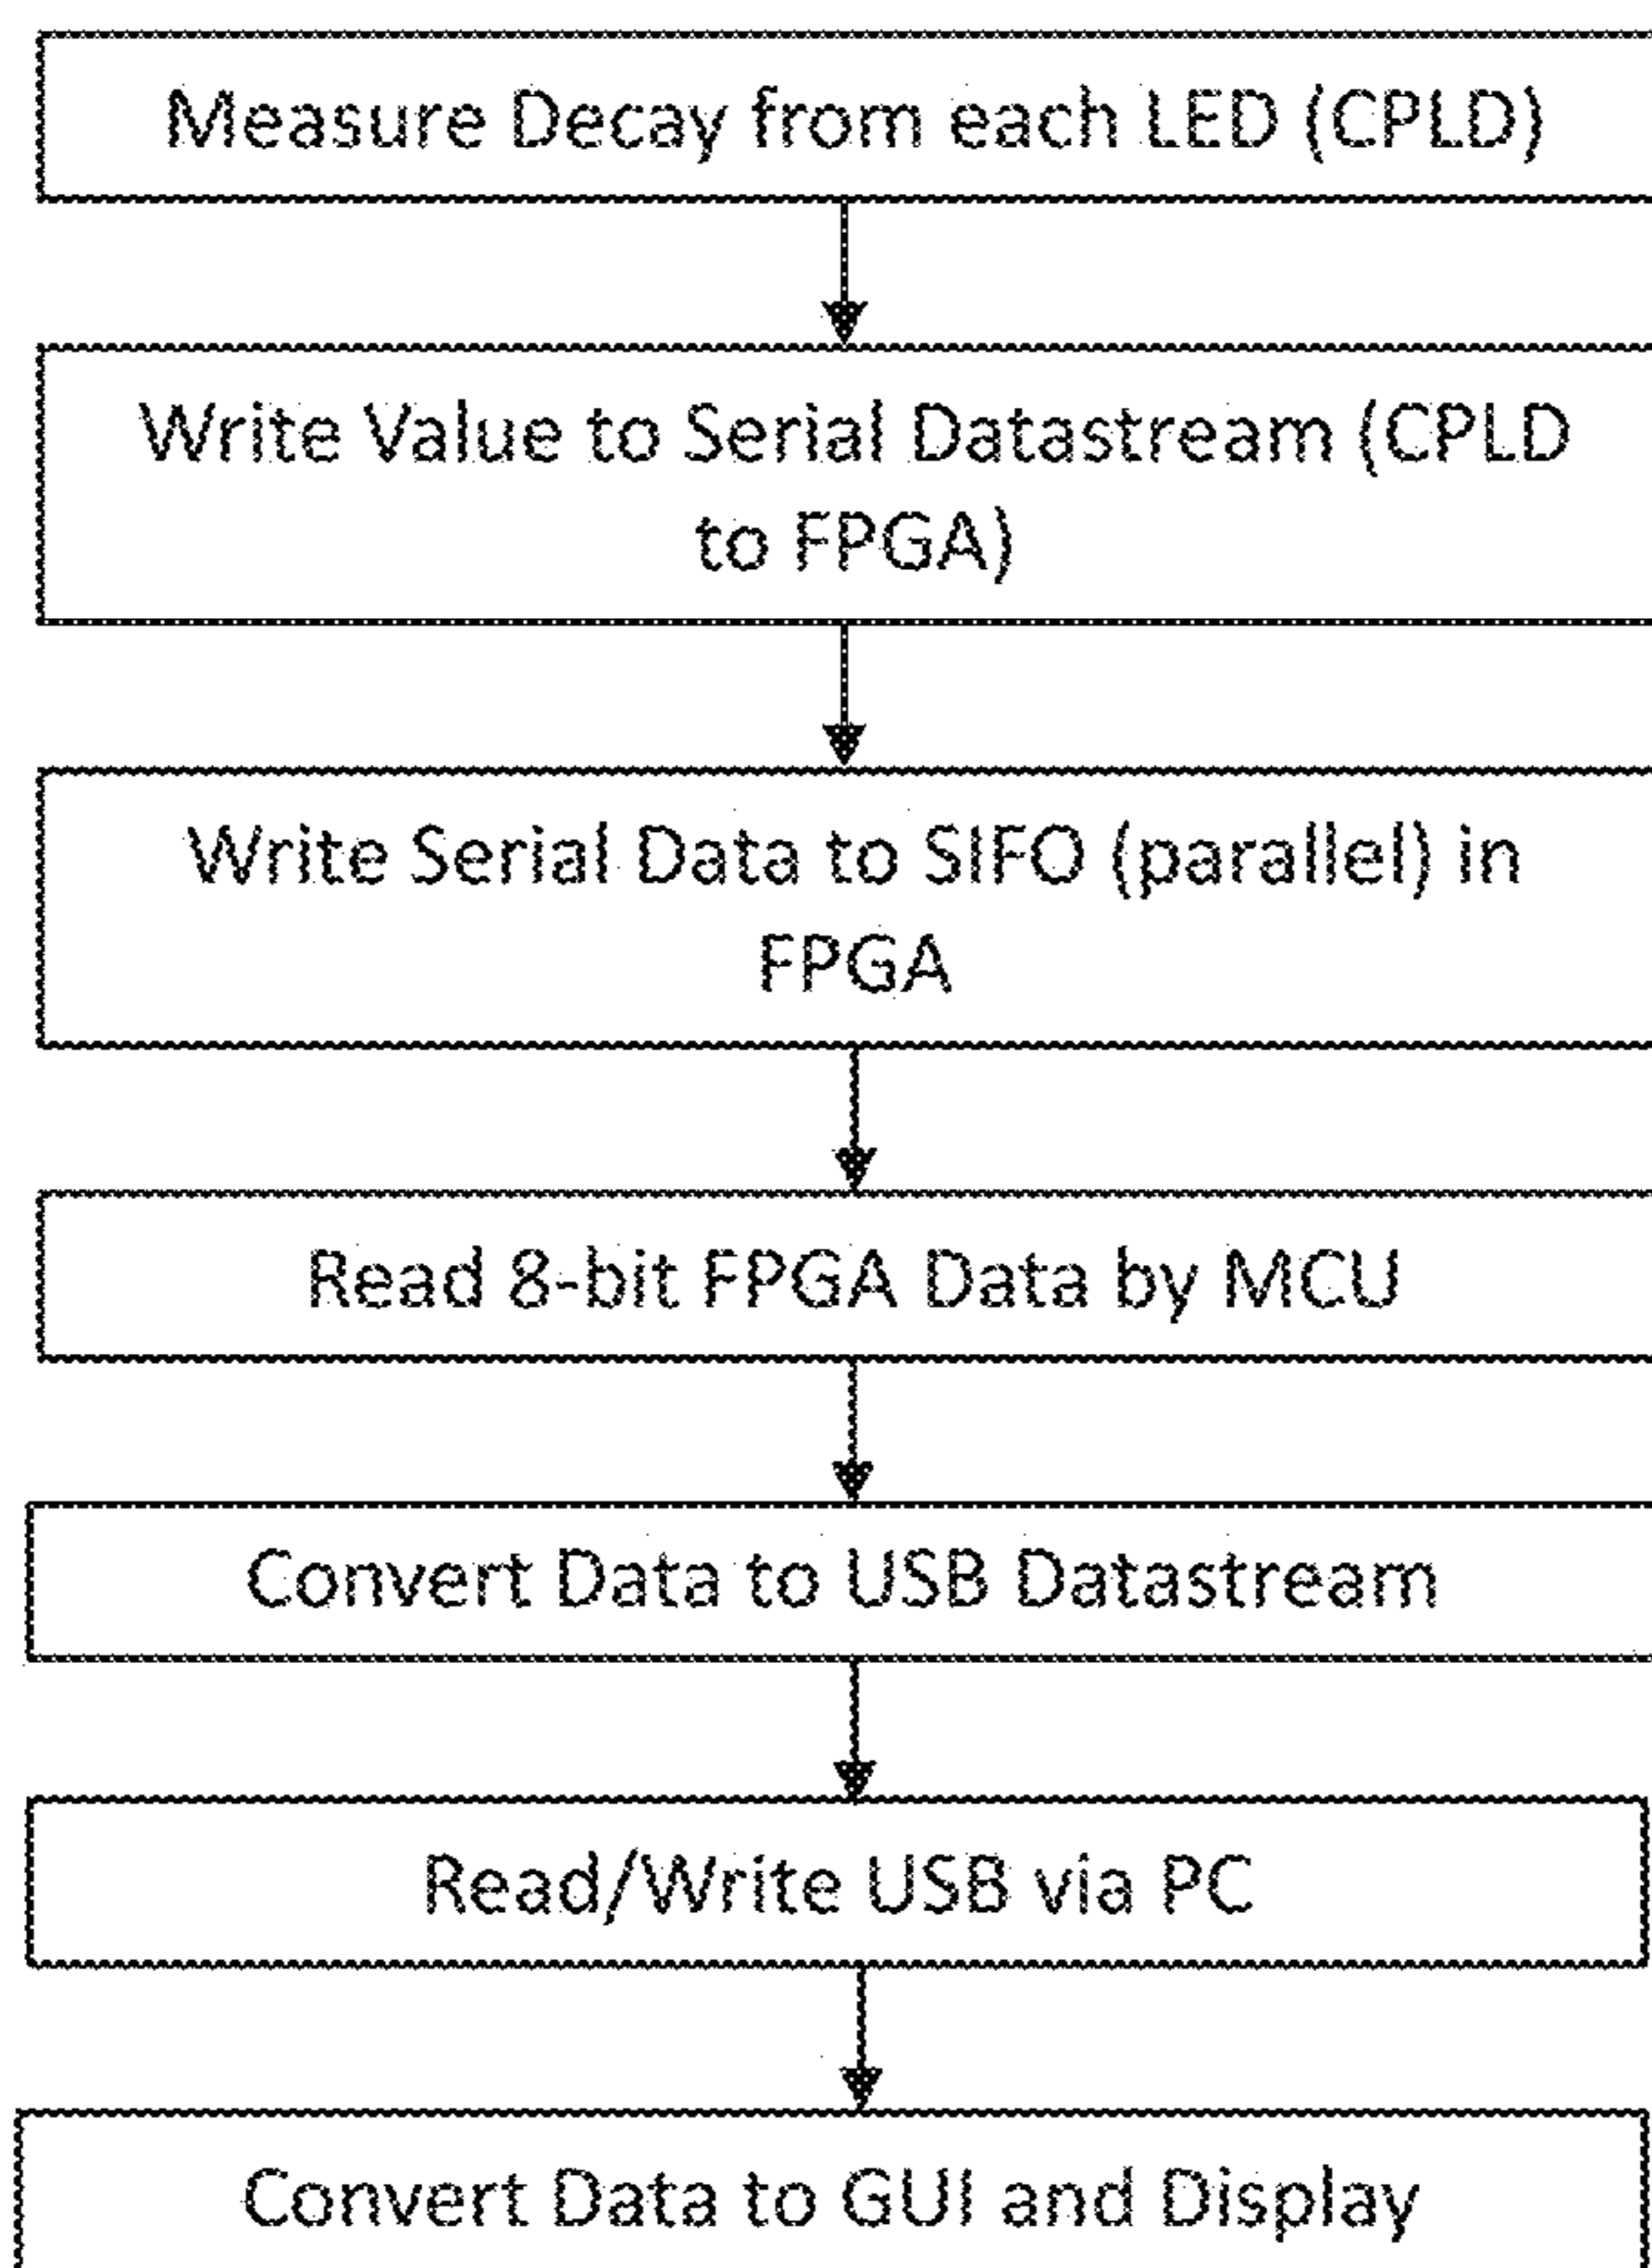 Measure Decay from each LED (CPLD)
Write Value to Serial Datastream (CPLD
to FPGA)
Write Serial Data to SIFO (parallel) in
FPGA
Read 8-bit FPGA Data by MCU
Convert Data to USB Datastream
Read/Write USB via PC
Convert Data to GUI and Display